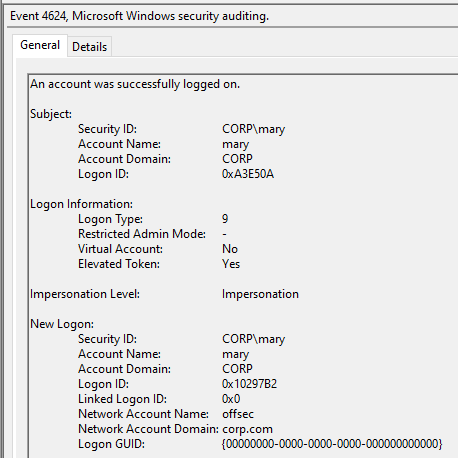 Event 4624, Microsoft Windows security auditing.
General Details
An account was successfully logged on.
Subject:
Security ID: CORP\mary
Account Name: mary
Account Domain: CORP
Logon ID: 0xA3E50A
Logon Information:
Logon Type: 9
Restricted Admin Mode: -
Virtual Account: No
Elevated Token: Yes
Impersonation Level: Impersonation
New Logon:
Security ID: CORP\mary
Account Name: mary
Account Domain: CORP
Logon ID: 0x10297B2
Linked Logon ID: 0x0
Network Account Name: offsec
Network Account Domain: corp.com
Logon GUID: {00000000-0000-0000-0000-000000000000}